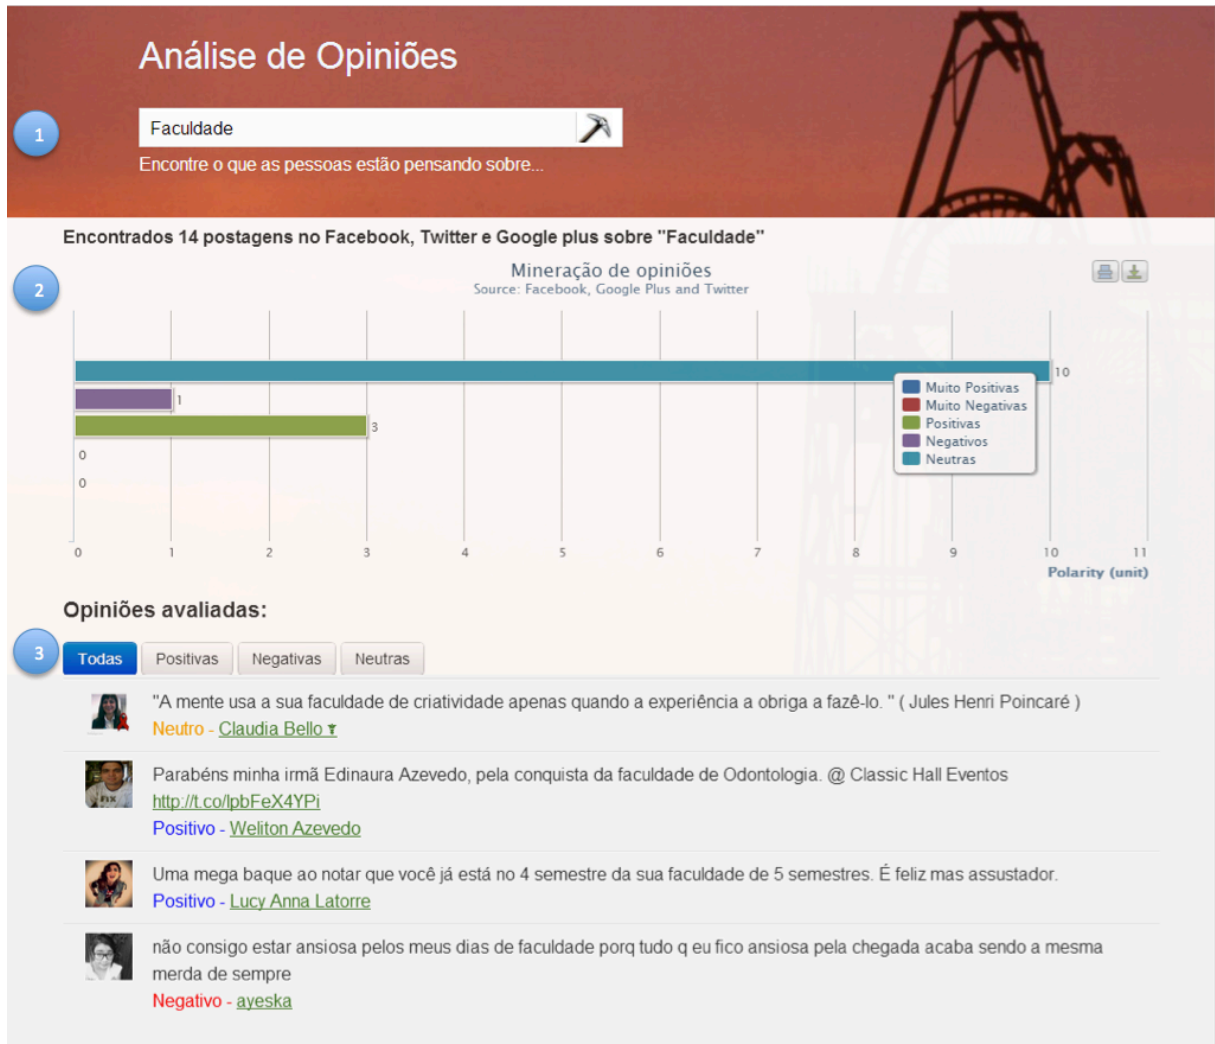 Análise de Opiniões
1
Faculdade
Encontre o que as pessoas estão pensando sobre...
Encontrados 14 postagens no Facebook, Twitter e Google plus sobre "Faculdade"
2
Mineração de opiniões
Source: Facebook, Google Plus and Twitter
10
1
3
0
0
Muito Positivas
Muito Negativas
Positivas
Negativos
Neutras
0 1 2 3 4 5 6 7 8 9 10 11
Polarity (unit)
Opiniões avaliadas:
3
Todas Positivas Negativas Neutras
"A mente usa a sua faculdade de criatividade apenas quando a experiência a obriga a fazê-lo. " ( Jules Henri Poincaré )
Neutro - Claudia Bello
Parabéns minha irmã Edinaura Azevedo, pela conquista da faculdade de Odontologia. @ Classic Hall Eventos
http://t.co/lpbFeX4YPi
Positivo - Weliton Azevedo
Uma mega baque ao notar que você já está no 4 semestre da sua faculdade de 5 semestres. É feliz mas assustador.
Positivo - Lucy Anna Latorre
não consigo estar ansiosa pelos meus dias de faculdade porq tudo q eu fico ansiosa pela chegada acaba sendo a mesma
merda de sempre
Negativo - ayeska